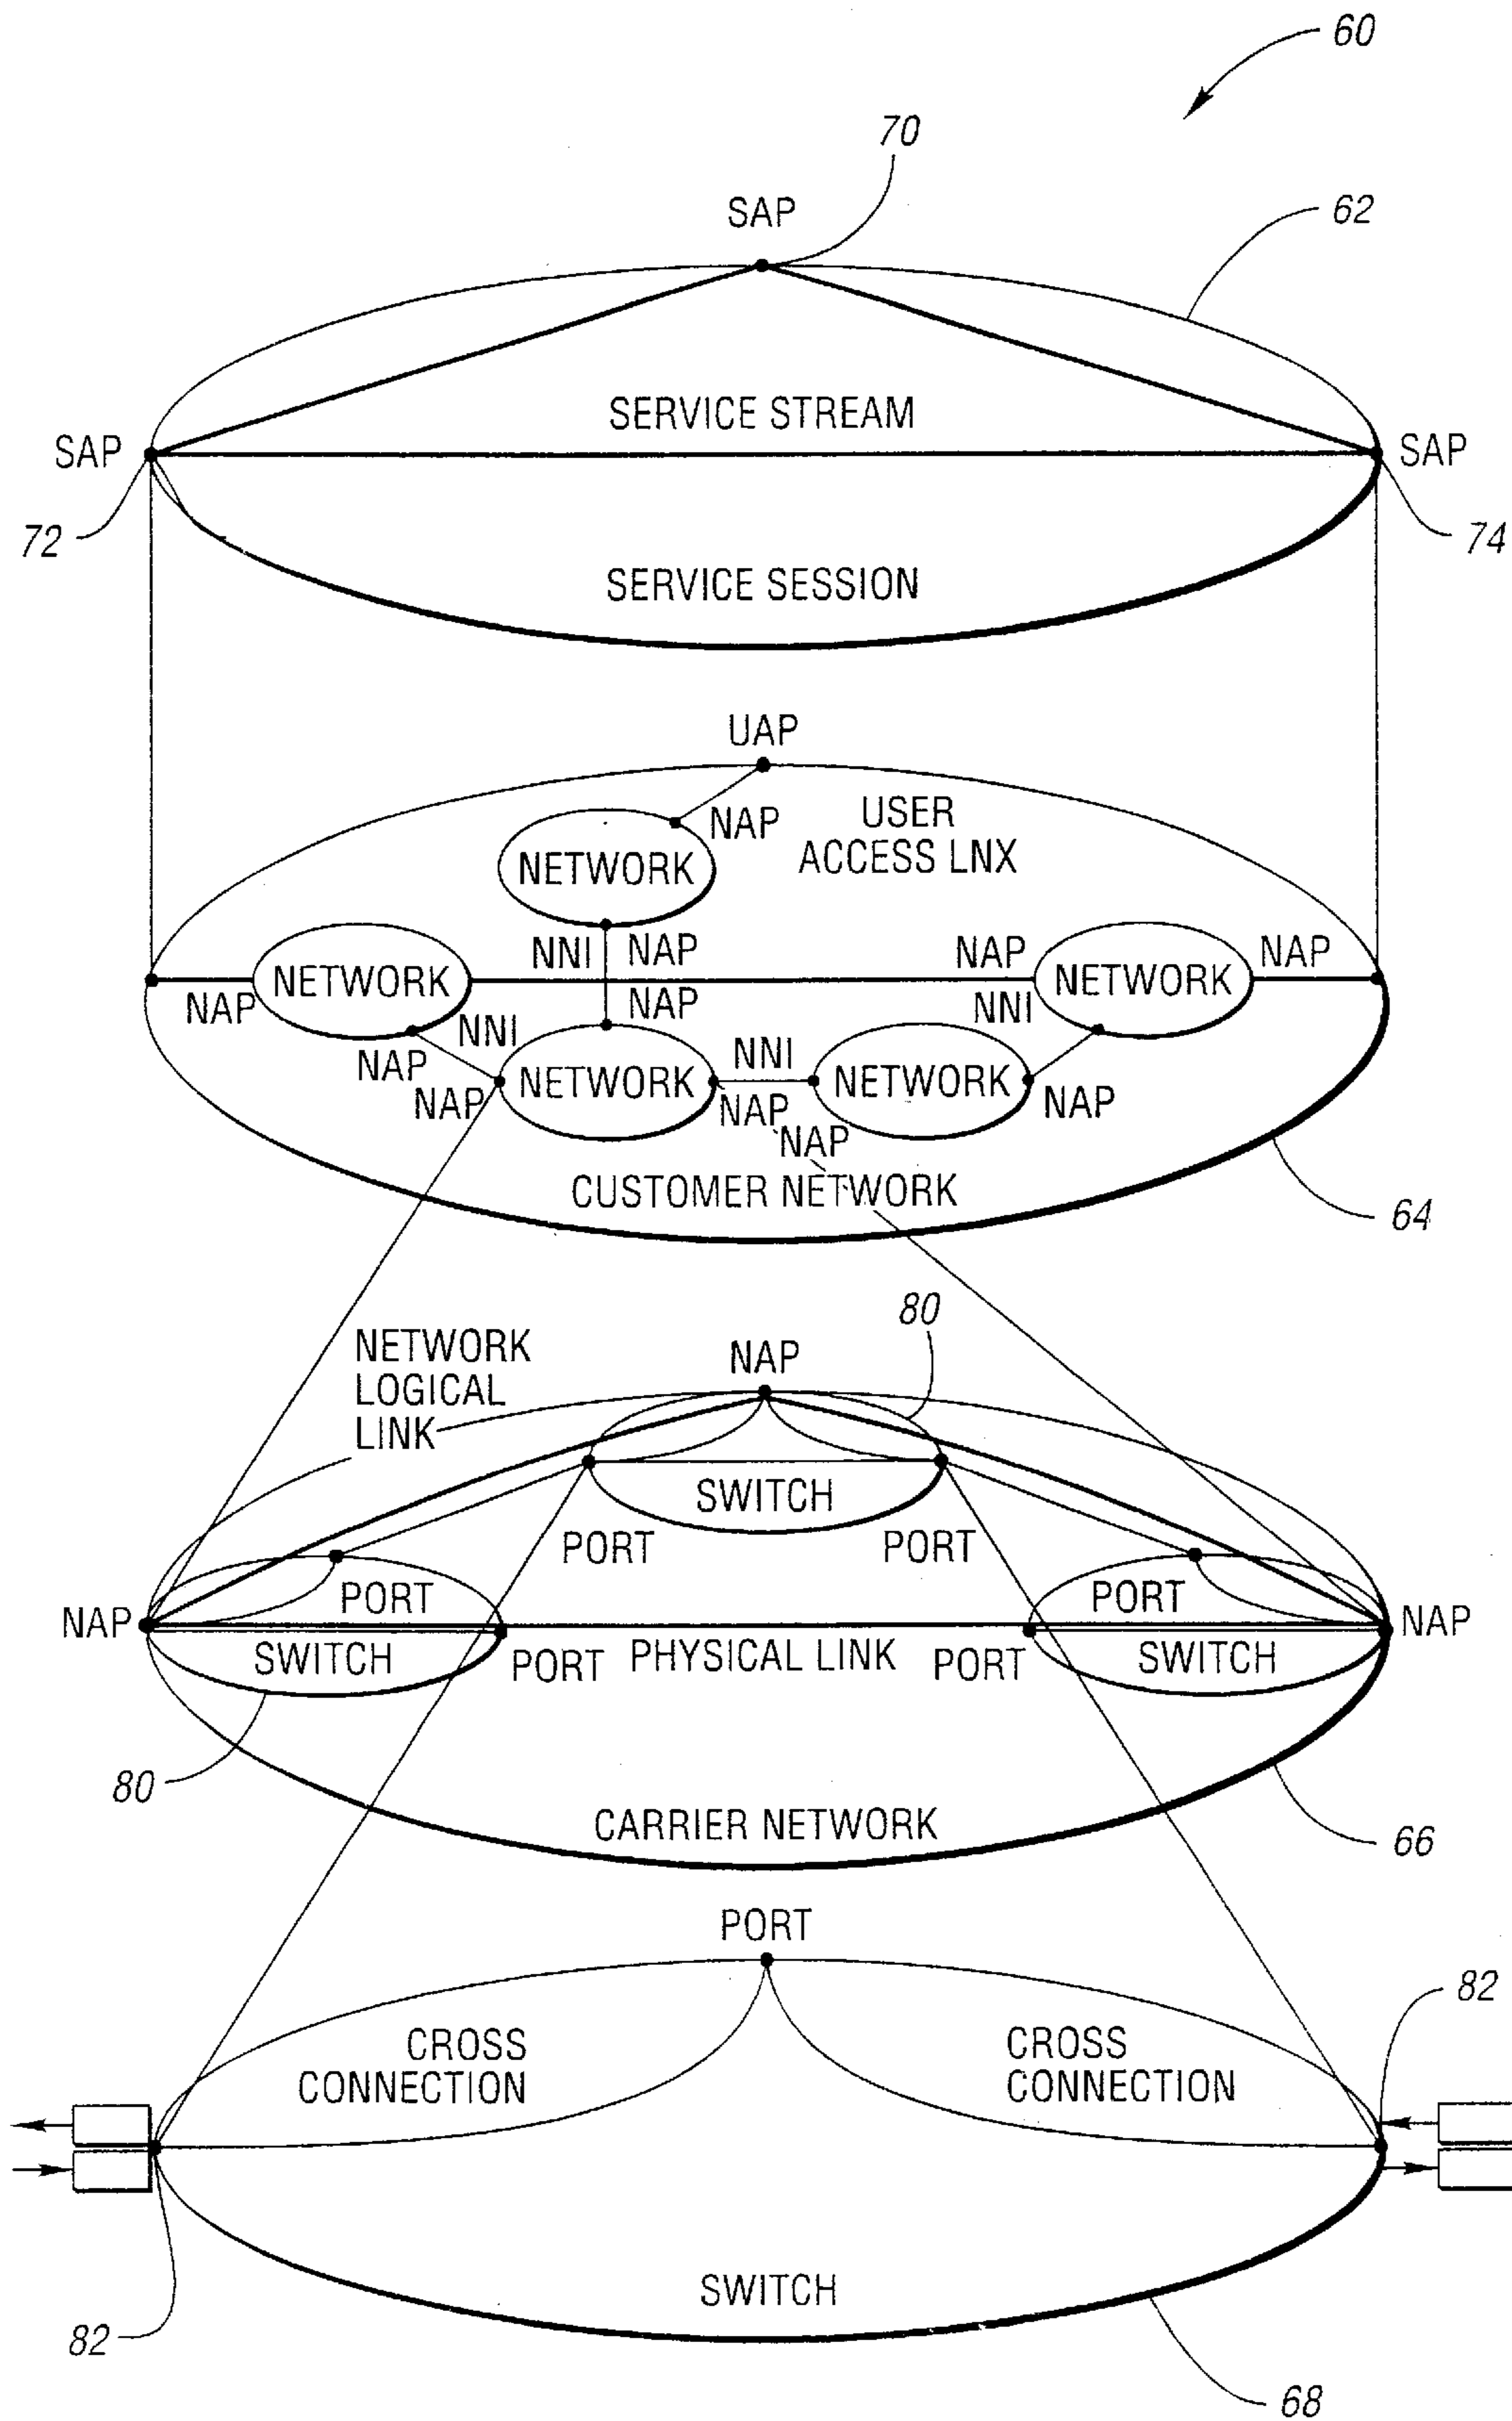 60
70
SAP
62
SERVICE STREAM
SAP
SAP
72
74
SERVICE SESSION
UAP
NAP
USER
ACCESS LNX
NETWORK
NNI
NAP
NAP
NAP
NETWORK
NETWORK
NAP
NAP
NNI
NNI
NNI
NAP
NAP
NETWORK
NETWORK
NAP
NAP
NAP
CUSTOMER NETWORK
64
80
NETWORK
LOGICAL
LINK
NAP
SWITCH
PORT
PORT
PORT
PORT
NAP
NAP
SWITCH
PORT
PHYSICAL LINK
PORT
SWITCH
80
CARRIER NETWORK
66
PORT
82
CROSS
CONNECTION
CROSS
CONNECTION
SWITCH
82
68